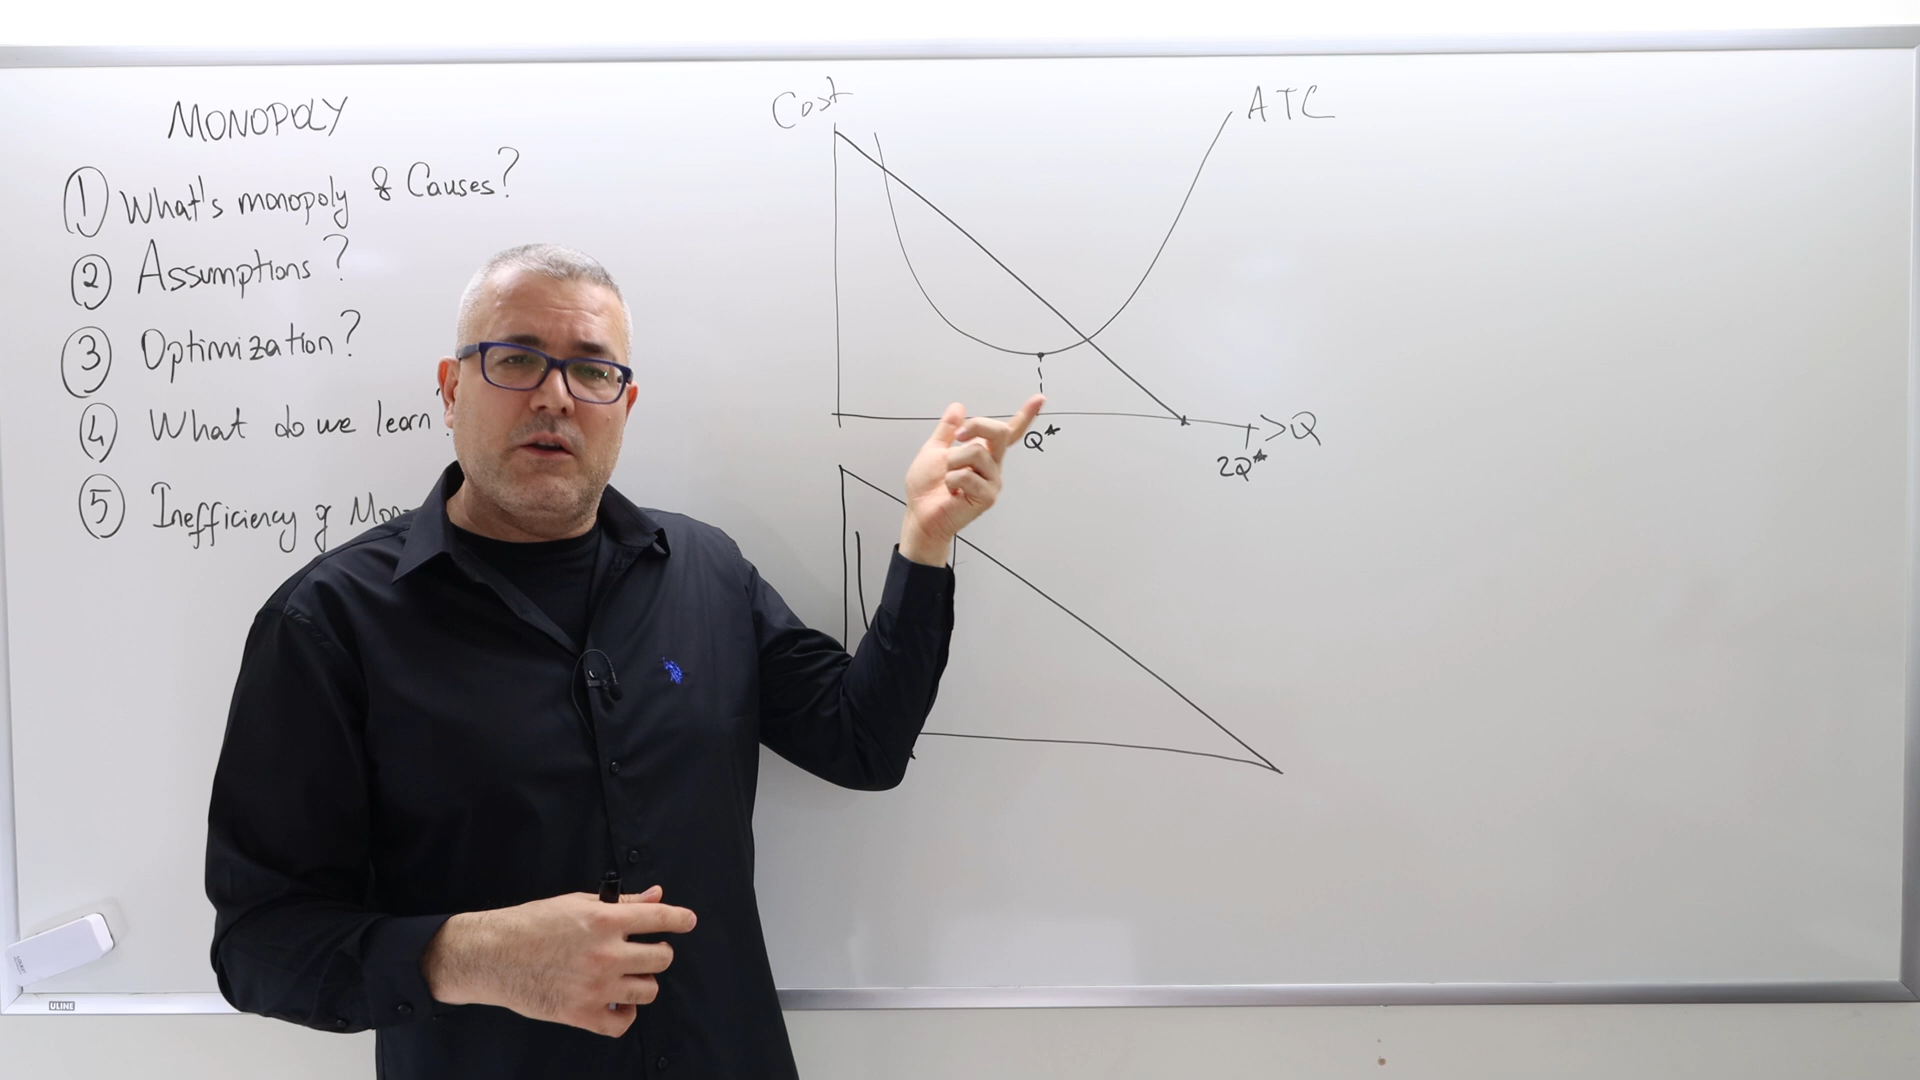 MONOPOLY
① What's monopoly & Causes?
② Assumptions?
③ Optimization?
④ What do we learn?
⑤ Inefficiency of Mon
Cost
ATC
Q*
2Q*
Q
ULINE